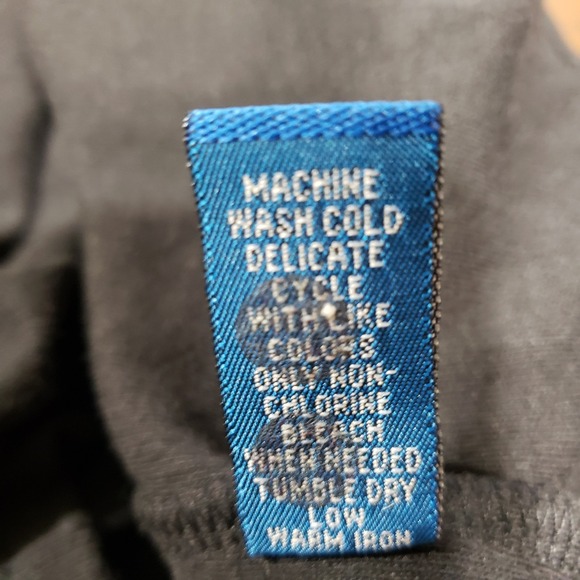 MACHINE
WASH COLD
DELICATE
CYCLE
WITH LIKE
COLORS
ONLY NON-
CHLORINE
BLEACH
WHEN NEEDED
TUMBLE DRY
LOW
WARM IRON